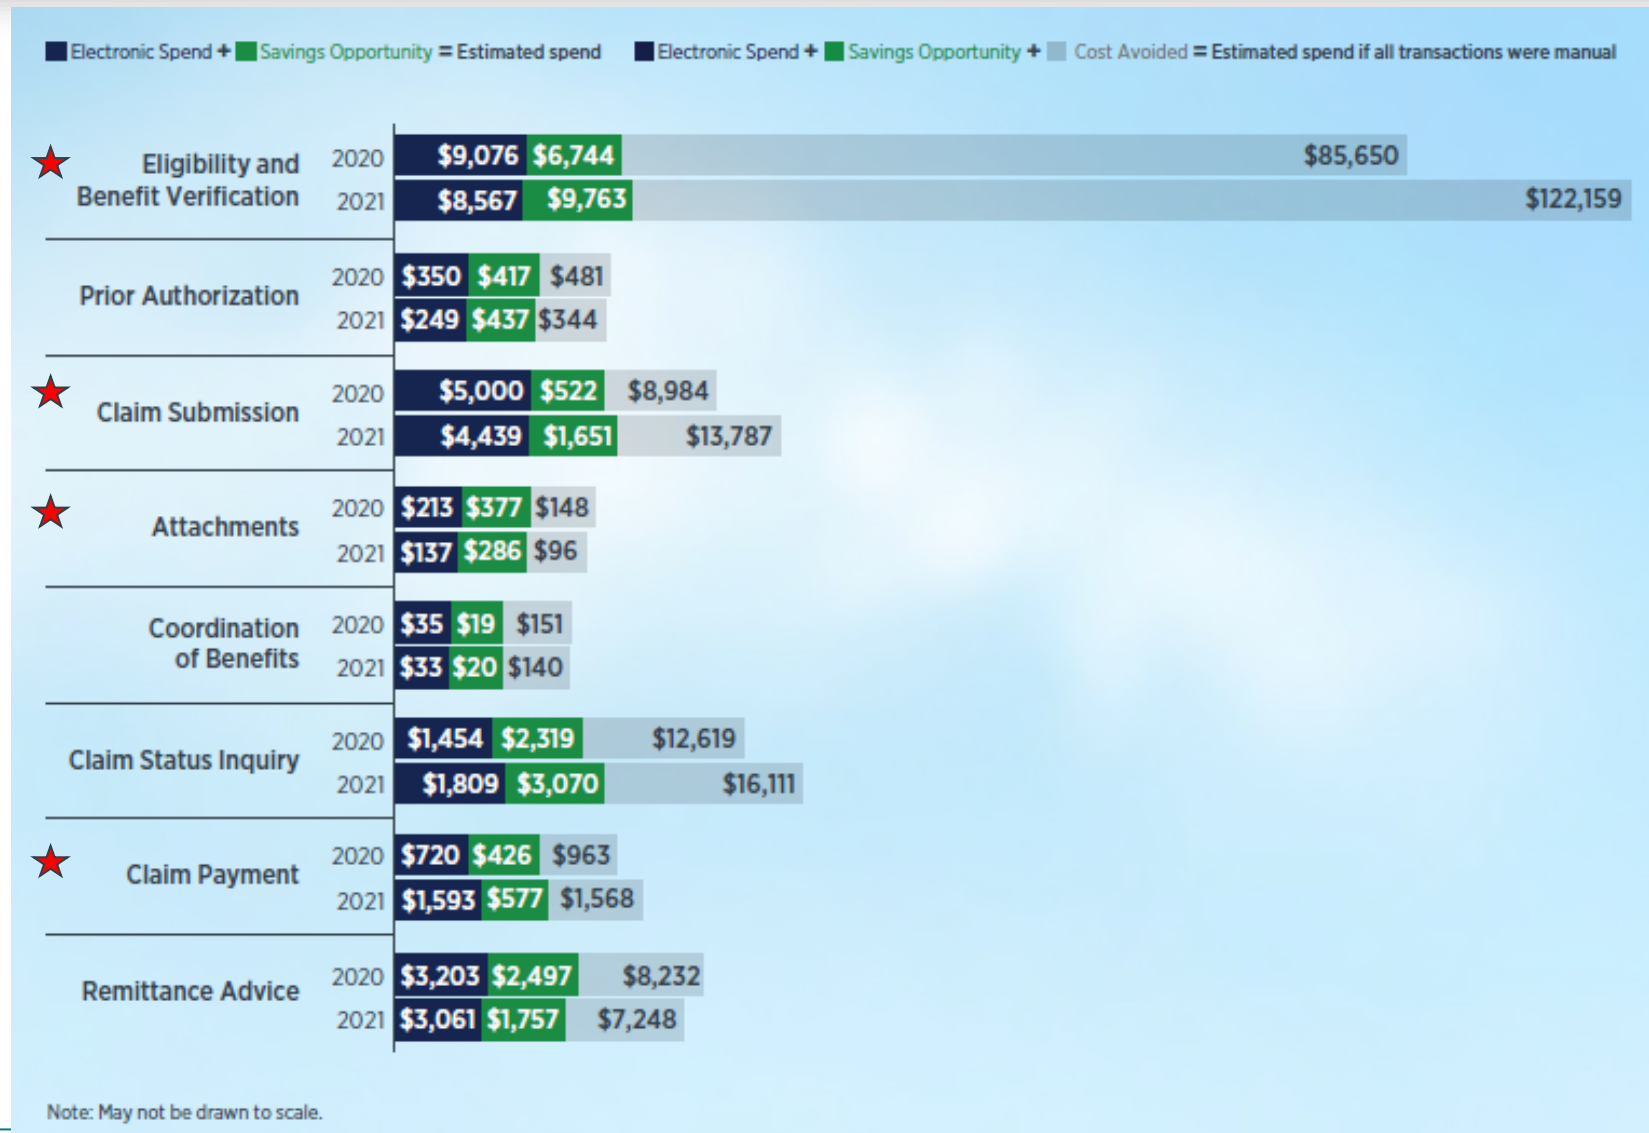 Electronic Spend + Savings Opportunity = Estimated spend
Electronic Spend + Savings Opportunity + Cost Avoided = Estimated spend if all transactions were manual
Eligibility and
Benefit Verification
2020 $9,076 $6,744 $85,650
2021 $8,567 $9,763 $122,159
Prior Authorization
2020 $350 $417 $481
2021 $249 $437 $344
Claim Submission
2020 $5,000 $522 $8,984
2021 $4,439 $1,651 $13,787
Attachments
2020 $213 $377 $148
2021 $137 $286 $96
Coordination
of Benefits
2020 $35 $19 $151
2021 $33 $20 $140
Claim Status Inquiry
2020 $1,454 $2,319 $12,619
2021 $1,809 $3,070 $16,111
Claim Payment
2020 $720 $426 $963
2021 $1,593 $577 $1,568
Remittance Advice
2020 $3,203 $2,497 $8,232
2021 $3,061 $1,757 $7,248
Note: May not be drawn to scale.